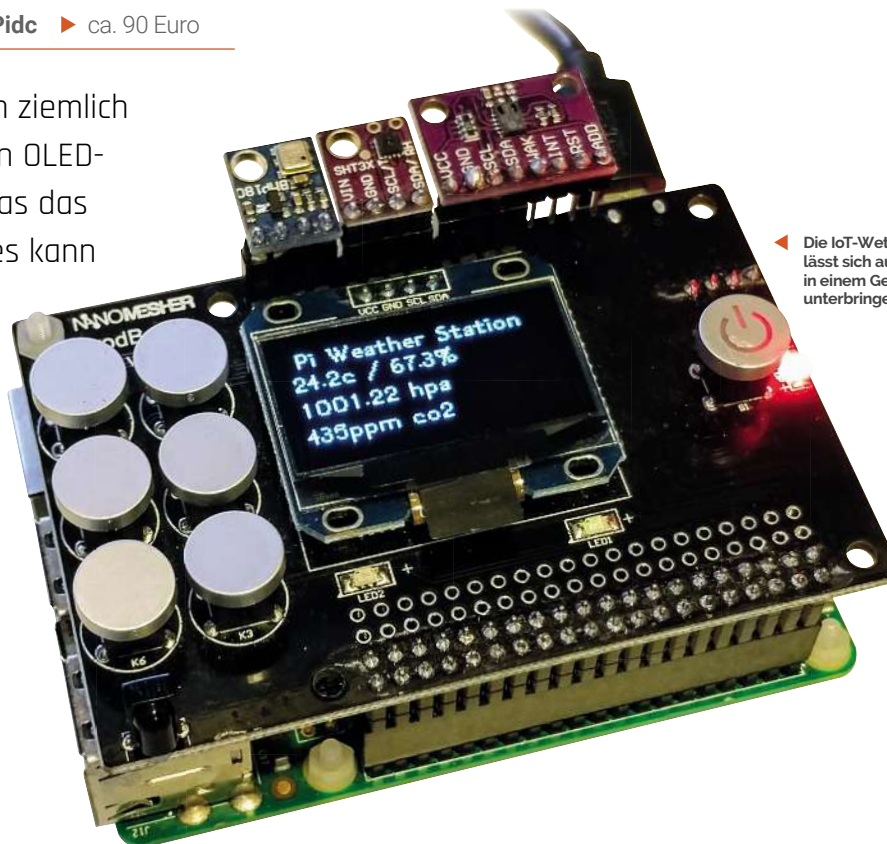 Pidc ▶ ca. 90 Euro
n ziemlich
n OLED-
as das
es kann
◀ Die IoT-Wet
lässt sich au
in einem Ge
unterbringe
VIN
GND
SCL/
SDA/RH
SHT3X
VCC
GND
SCL
SDA
WAK
INT
RST
ADD
NANOMESHER
VCC GND SCL SDA
Pi Weather Station
24.2c / 67.3%
1001.22 hpa
435ppm co2
LED1
LED2
K3
K6
J12